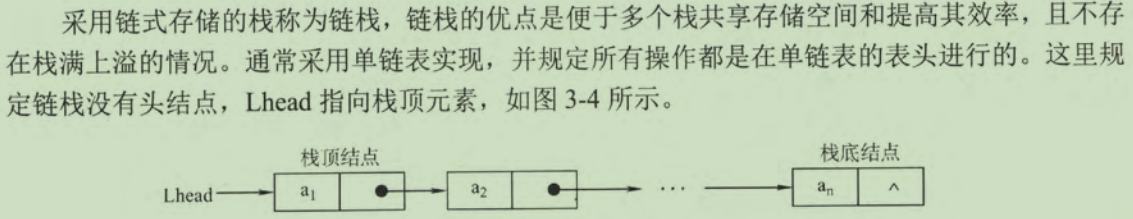 采用链式存储的栈称为链栈，链栈的优点是便于多个栈共享存储空间和提高其效率，且不存
在栈满上溢的情况。通常采用单链表实现，并规定所有操作都是在单链表的表头进行的。这里规
定链栈没有头结点，Lhead 指向栈顶元素，如图 3-4 所示。
栈顶结点 栈底结点
Lhead a₁ a₂ … aₙ ∧